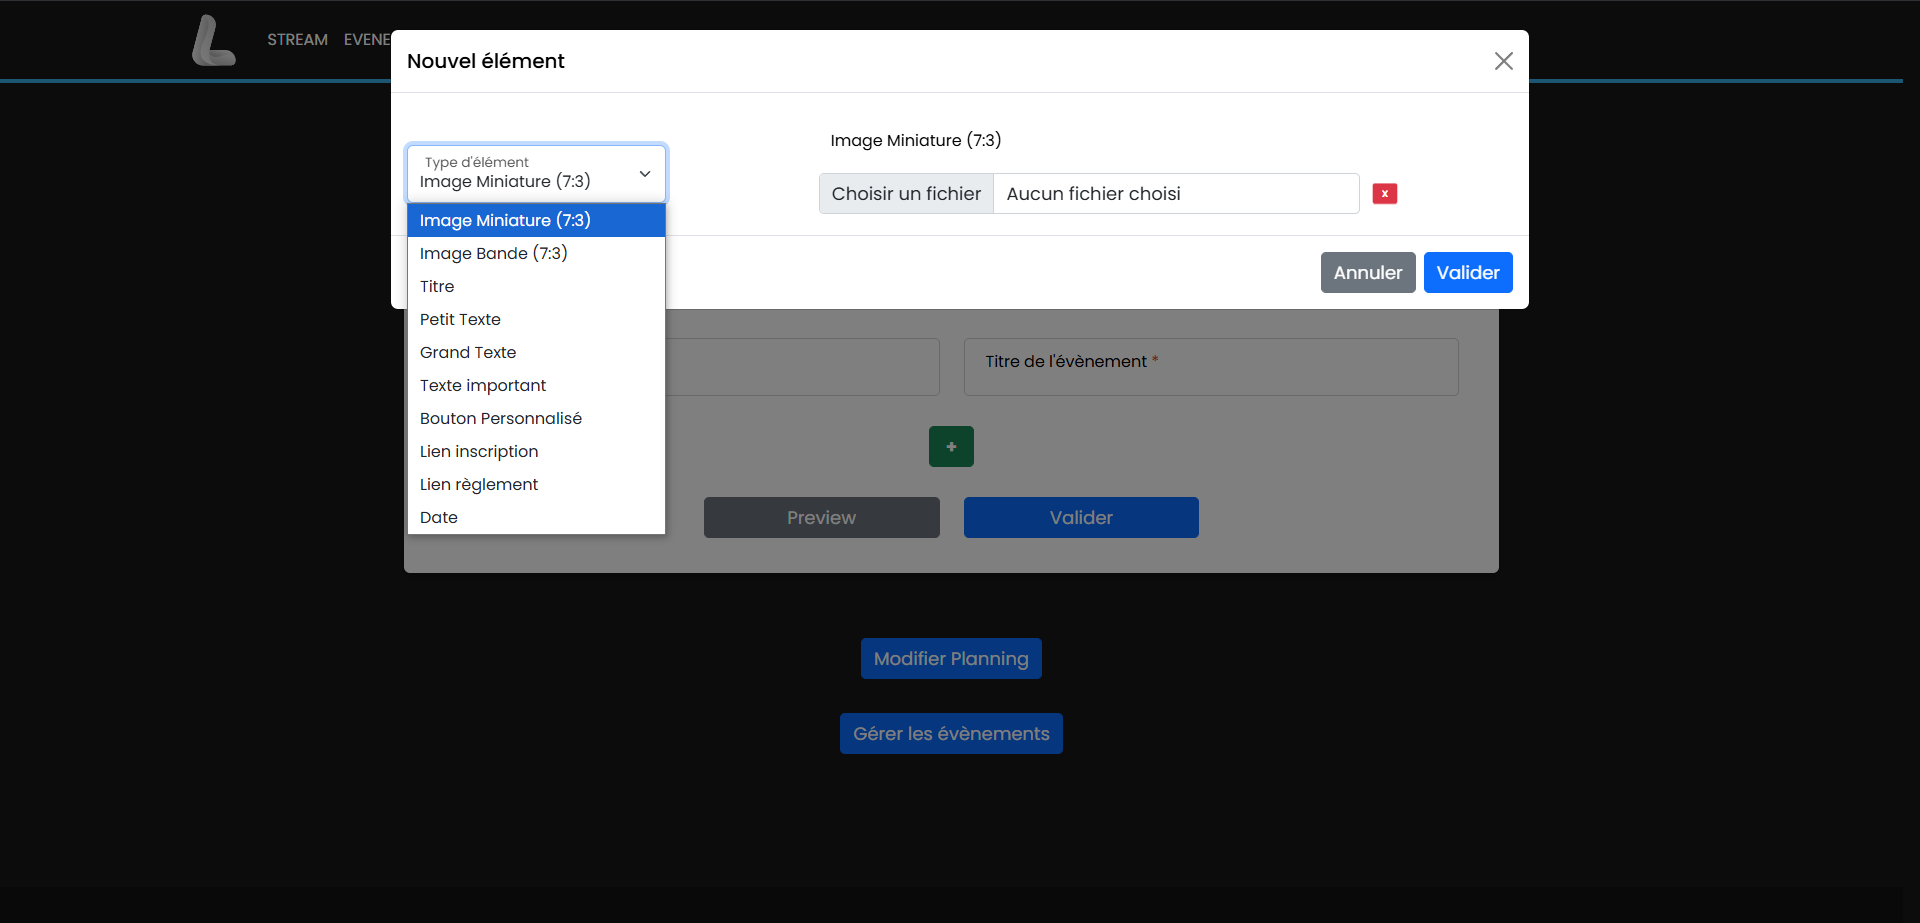 STREAM EVENE
Nouvel élément
Type d'élément
Image Miniature (7:3)
Image Miniature (7:3)
Choisir un fichier Aucun fichier choisi
x
Image Miniature (7:3)
Image Bande (7:3)
Titre
Petit Texte
Grand Texte
Texte important
Bouton Personnalisé
Lien inscription
Lien règlement
Date
Annuler Valider
Titre de l'évènement *
+
Preview Valider
Modifier Planning
Gérer les évènements